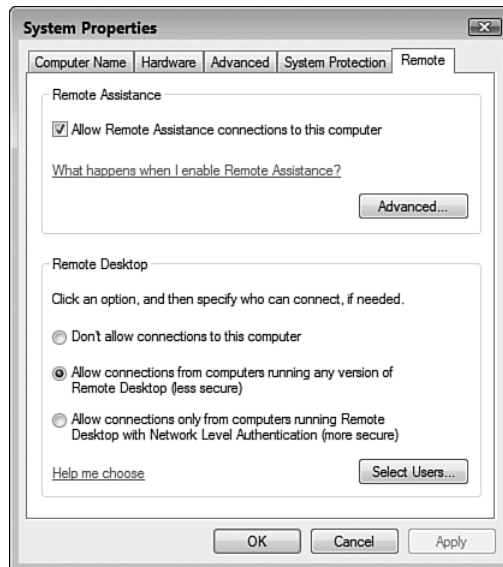 System Properties
Computer Name Hardware Advanced System Protection Remote
Remote Assistance
Allow Remote Assistance connections to this computer
What happens when I enable Remote Assistance?
Advanced...
Remote Desktop
Click an option, and then specify who can connect, if needed.
Don't allow connections to this computer
Allow connections from computers running any version of
Remote Desktop (less secure)
Allow connections only from computers running Remote
Desktop with Network Level Authentication (more secure)
Help me choose
Select Users...
OK Cancel Apply